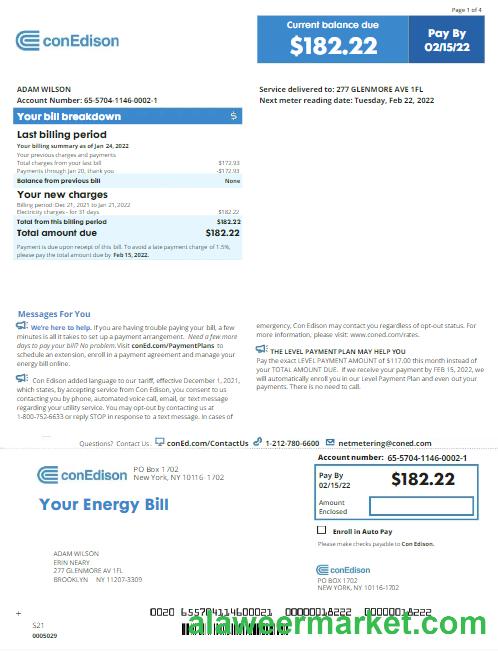 Page 1 of 4
conEdison
Current balance due
$182.22
Pay By
02/15/22
ADAM WILSON
Account Number: 65-5704-1146-0002-1
Service delivered to: 277 GLENMORE AVE 1FL
Next meter reading date: Tuesday, Feb 22, 2022
Your bill breakdown $
Last billing period
Your billing summary as of Jan 24, 2022
Your previous charges and payments
Total charges from your last bill $172.93
Payments through Jan 20, thank you -$172.93
Balance from previous bill None
Your new charges
Billing period: Dec 21, 2021 to Jan 21,2022
Electricity charges - for 31 days $182.22
Total from this billing period $182.22
Total amount due $182.22
Payment is due upon receipt of this bill. To avoid a late payment charge of 1.5%,
please pay the total amount due by Feb 15, 2022.
Messages For You
We're here to help. If you are having trouble paying your bill, a few
minutes is all it takes to set up a payment arrangement. Need a few more
days to pay your bill? No problem.Visit conEd.com/PaymentPlans to
schedule an extension, enroll in a payment agreement and manage your
energy bill online.
Con Edison added language to our tariff, effective December 1, 2021,
which states, by accepting service from Con Edison, you consent to us
contacting you by phone, automated voice call, email, or text message
regarding your utility service. You may opt-out by contacting us at
1-800-752-6633 or reply STOP in response to a text message. In cases of
emergency, Con Edison may contact you regardless of opt-out status. For
more information, please visit: www.coned.com/rates.
THE LEVEL PAYMENT PLAN MAY HELP YOU
Pay the exact LEVEL PAYMENT AMOUNT of $117.00 this month instead of
your TOTAL AMOUNT DUE. If we receive your payment by FEB 15, 2022, we
will automatically enroll you in our Level Payment Plan and even out your
payments. There is no need to call.
Questions? Contact Us. conEd.com/ContactUs 1-212-780-6600 netmetering@coned.com
conEdison
PO Box 1702
New York, NY 10116-1702
Your Energy Bill
Account number: 65-5704-1146-0002-1
Pay By
02/15/22
$182.22
Amount
Enclosed
Enroll in Auto Pay
Please make checks payable to Con Edison.
ADAM WILSON
ERIN NEARY
277 GLENMORE AV 1FL
BROOKLYN NY 11207-3309
conEdison
PO BOX 1702
NEW YORK, NY 10116-1702
+
0020 655704114600021 00000018222 00000018222
S21
0005029
alaweermarket.com